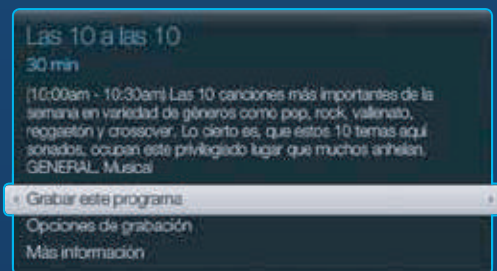 Las 10 a las 10
30 min
(10:00am - 10:30am) Las 10 canciones más importantes de la
semana en variedad de géneros como pop, rock, vallenato,
reggaetón y crossover. Lo cierto es, que estos 10 temas aquí
sonados, ocupan este privilegiado lugar que muchos anhelan,
GENERAL, Musical
Grabar este programa
Opciones de grabación
Más información